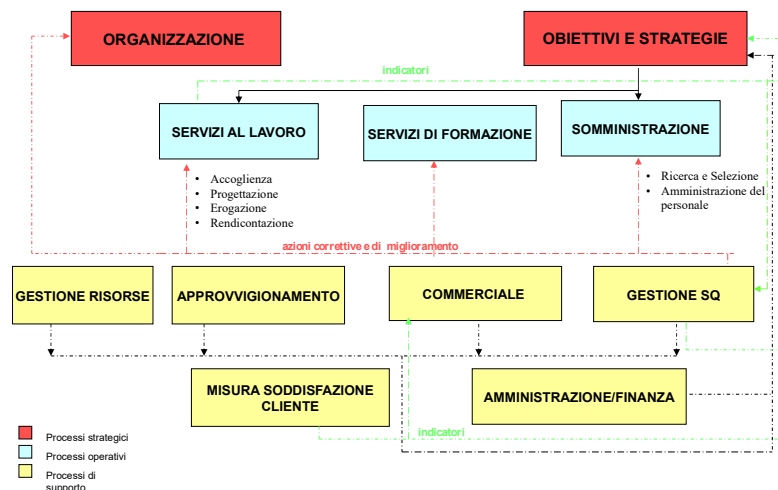 ORGANIZZAZIONE
OBIETTIVI E STRATEGIE
indicatori
SERVIZI AL LAVORO
SERVIZI DI FORMAZIONE
SOMMINISTRAZIONE
• Accoglienza
• Progettazione
• Erogazione
• Rendicontazione
• Ricerca e Selezione
• Amministrazione del
personale
azioni correttive e di miglioramento
GESTIONE RISORSE
APPROVVIGIONAMENTO
COMMERCIALE
GESTIONE SQ
MISURA SODDISFAZIONE
CLIENTE
AMMINISTRAZIONE/FINANZA
indicatori
Processi strategici
Processi operativi
Processi di
supporto